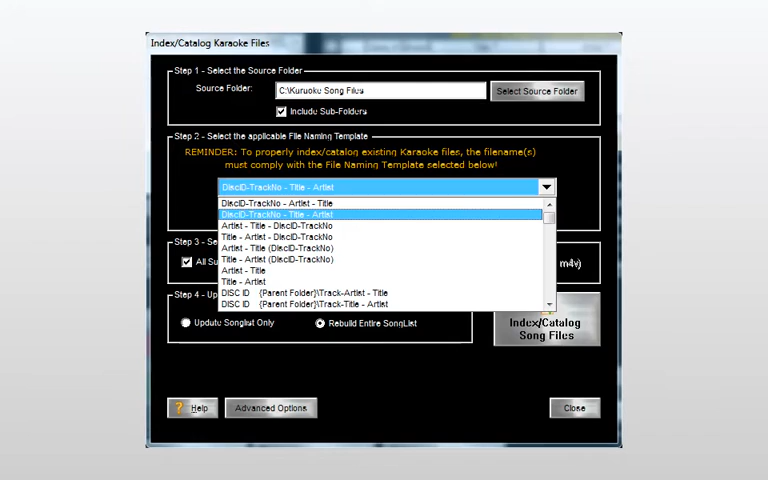 Index/Catalog Karaoke Files
Step 1 - Select the Source Folder
Source Folder:
C:\Kuruoke Song Files
Select Source Folder
Include Sub-Folders
Step 2 - Select the applicable File Naming Template
REMINDER: To properly index/catalog existing Karaoke files, the filename(s)
must comply with the File Naming Template selected below!
DiscID-TrackNo - Title - Artist
DiscID-TrackNo - Artist - Title
DiscID-TrackNo - Title - Artist
Artist - Title - DiscID-TrackNo
Title - Artist - DiscID-TrackNo
Artist - Title (DiscID-TrackNo)
Title - Artist (DiscID-TrackNo)
Artist - Title
Title - Artist
DISC ID {Parent Folder}\Track-Artist - Title
DISC ID {Parent Folder}\Track-Title - Artist
Step 3 - Se
All Su
m4v)
Step 4 - Up
Update Songlist Only
Rebuild Entire SongList
Index/Catalog
Song Files
? Help
Advanced Options
Close